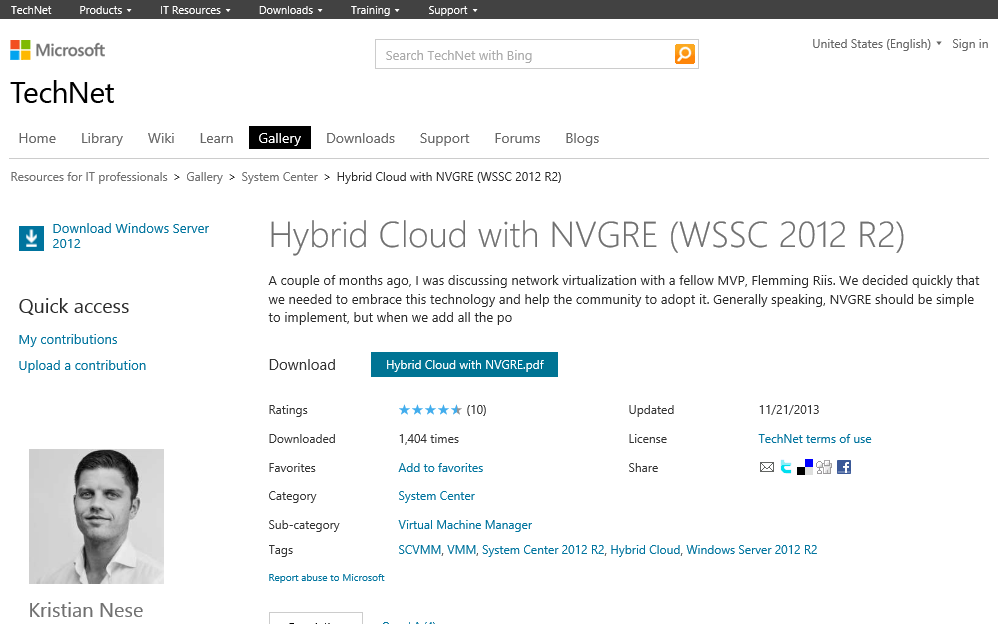 TechNet Products IT Resources Downloads Training Support
Microsoft
Search TechNet with Bing
United States (English) Sign in
TechNet
Home Library Wiki Learn Gallery Downloads Support Forums Blogs
Resources for IT professionals > Gallery > System Center > Hybrid Cloud with NVGRE (WSSC 2012 R2)
Download Windows Server
2012
Quick access
My contributions
Upload a contribution
Kristian Nese
Hybrid Cloud with NVGRE (WSSC 2012 R2)
A couple of months ago, I was discussing network virtualization with a fellow MVP, Flemming Riis. We decided quickly that
we needed to embrace this technology and help the community to adopt it. Generally speaking, NVGRE should be simple
to implement, but when we add all the po
Download Hybrid Cloud with NVGRE.pdf
Ratings (10) Updated 11/21/2013
Downloaded 1,404 times License TechNet terms of use
Favorites Add to favorites Share
Category System Center
Sub-category Virtual Machine Manager
Tags SCVMM, VMM, System Center 2012 R2, Hybrid Cloud, Windows Server 2012 R2
Report abuse to Microsoft